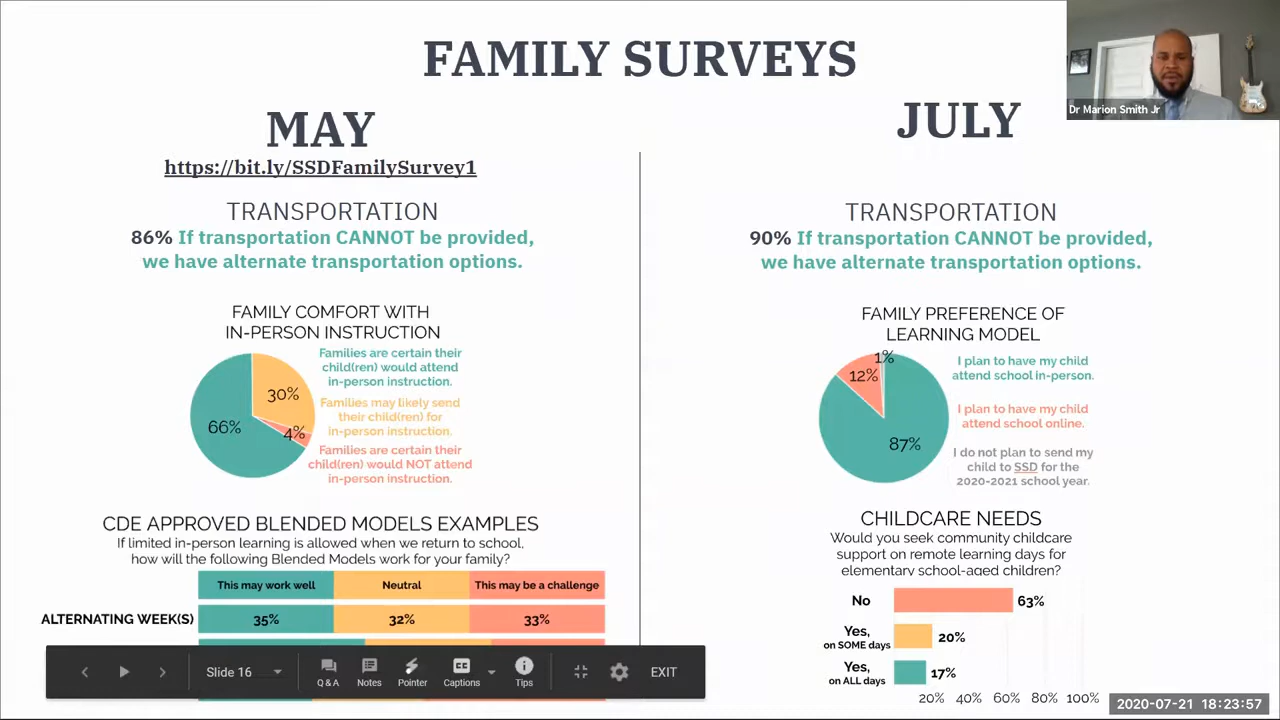 FAMILY SURVEYS
Dr Marion Smith Jr
MAY
https://bit.ly/SSDFamilySurvey1
TRANSPORTATION
86% If transportation CANNOT be provided,
we have alternate transportation options.
FAMILY COMFORT WITH
IN-PERSON INSTRUCTION
30%
66%
4%
Families are certain their
child(ren) would attend
in-person instruction.
Families may likely send
their child(ren) for
in-person instruction.
Families are certain their
child(ren) would NOT attend
in-person instruction.
CDE APPROVED BLENDED MODELS EXAMPLES
If limited in-person learning is allowed when we return to school,
how will the following Blended Models work for your family?
This may work well Neutral This may be a challenge
ALTERNATING WEEK(S) 35% 32% 33%
JULY
TRANSPORTATION
90% If transportation CANNOT be provided,
we have alternate transportation options.
FAMILY PREFERENCE OF
LEARNING MODEL
1%
12%
87%
I plan to have my child
attend school in-person.
I plan to have my child
attend school online.
I do not plan to send my
child to SSD for the
2020-2021 school year.
CHILDCARE NEEDS
Would you seek community childcare
support on remote learning days for
elementary school-aged children?
No 63%
Yes,
on SOME days 20%
Yes,
on ALL days 17%
20% 40% 60% 80% 100%
Slide 16
Q & A Notes Pointer Captions Tips
EXIT
2020-07-21 18:23:57